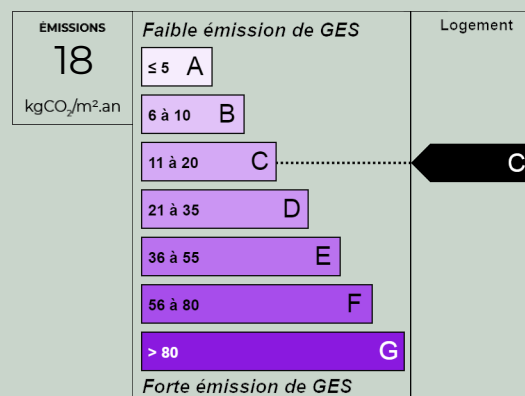 ÉMISSIONS
18
kgCO₂/m².an
Faible émission de GES
≤ 5 A
6 à 10 B
11 à 20 C
21 à 35 D
36 à 55 E
56 à 80 F
> 80 G
Forte émission de GES
Logement
C